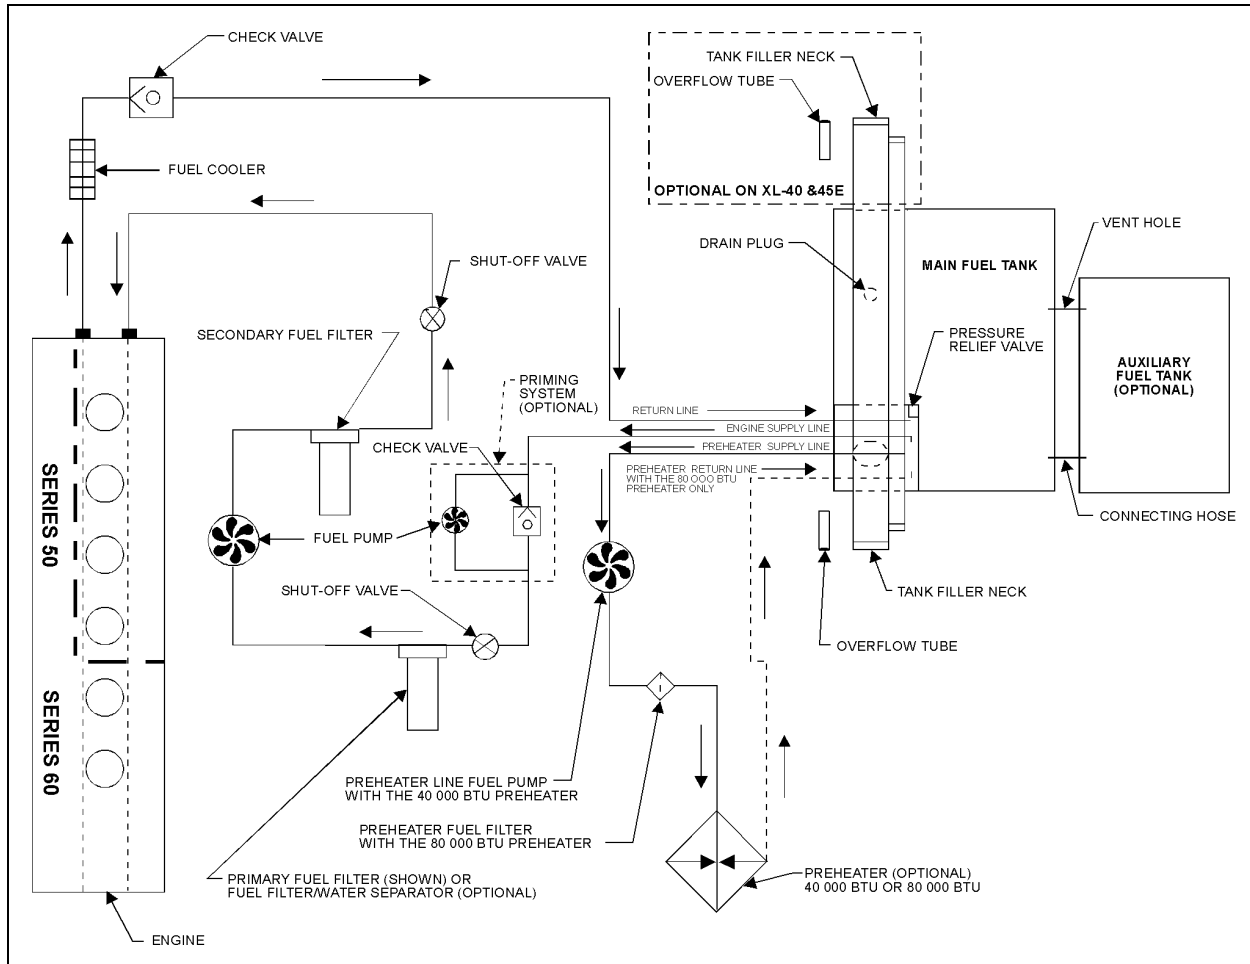 CHECK VALVE
TANK FILLER NECK
OVERFLOW TUBE
FUEL COOLER
OPTIONAL ON XL-40 &45E
VENT HOLE
DRAIN PLUG
MAIN FUEL TANK
SHUT-OFF VALVE
SECONDARY FUEL FILTER
PRESSURE
RELIEF VALVE
AUXILIARY
FUEL TANK
(OPTIONAL)
PRIMING
SYSTEM
(OPTIONAL)
RETURN LINE
ENGINE SUPPLY LINE
CHECK VALVE
PREHEATER SUPPLY LINE
PREHEATER RETURN LINE
WITH THE 80 000 BTU
PREHEATER ONLY
SERIES 50
CONNECTING HOSE
FUEL PUMP
SHUT-OFF VALVE
TANK FILLER NECK
OVERFLOW TUBE
SERIES 60
PREHEATER LINE FUEL PUMP
WITH THE 40 000 BTU PREHEATER
PREHEATER FUEL FILTER
WITH THE 80 000 BTU PREHEATER
PRIMARY FUEL FILTER (SHOWN) OR
FUEL FILTER/WATER SEPARATOR (OPTIONAL)
PREHEATER (OPTIONAL)
40 000 BTU OR 80 000 BTU
ENGINE